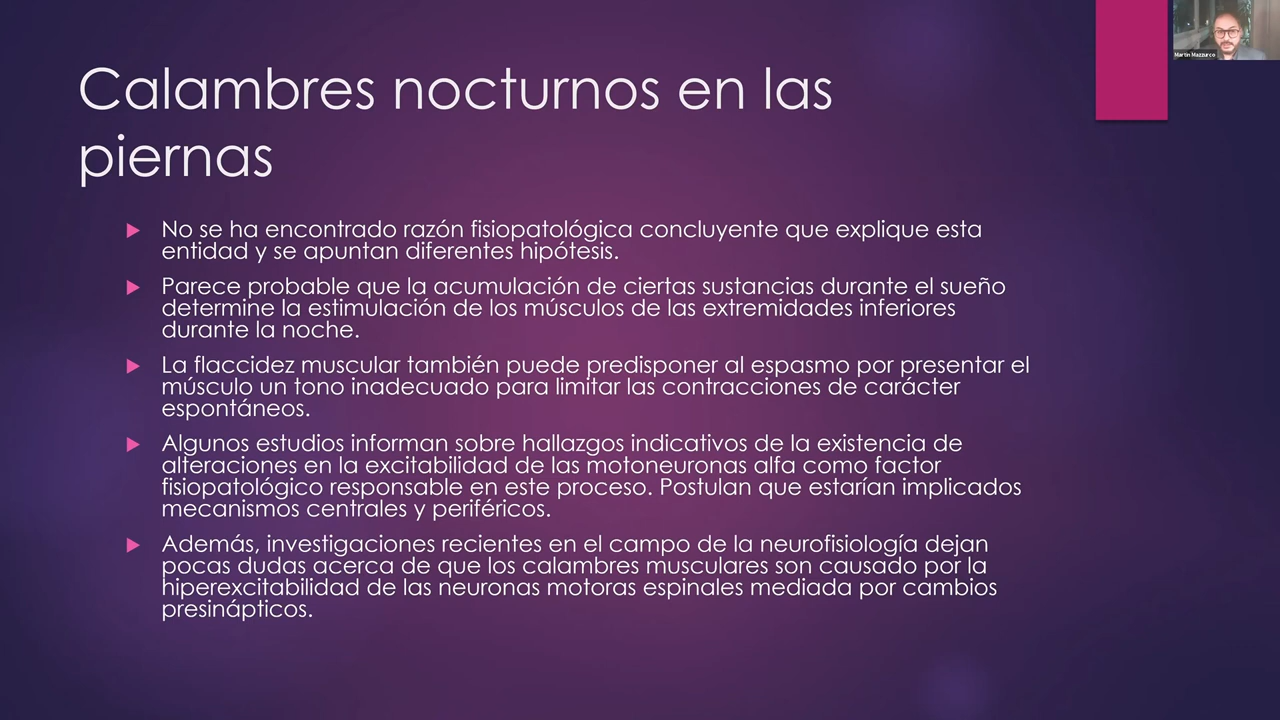 Calambres nocturnos en las
piernas
No se ha encontrado razón fisiopatológica concluyente que explique esta
entidad y se apuntan diferentes hipótesis.
Parece probable que la acumulación de ciertas sustancias durante el sueño
determine la estimulación de los músculos de las extremidades inferiores
durante la noche.
La flaccidez muscular también puede predisponer al espasmo por presentar el
músculo un tono inadecuado para limitar las contracciones de carácter
espontáneos.
Algunos estudios informan sobre hallazgos indicativos de la existencia de
alteraciones en la excitabilidad de las motoneuronas alfa como factor
fisiopatológico responsable en este proceso. Postulan que estarían implicados
mecanismos centrales y periféricos.
Además, investigaciones recientes en el campo de la neurofisiología dejan
pocas dudas acerca de que los calambres musculares son causado por la
hiperexcitabilidad de las neuronas motoras espinales mediada por cambios
presinápticos.
Martin Mazzurco